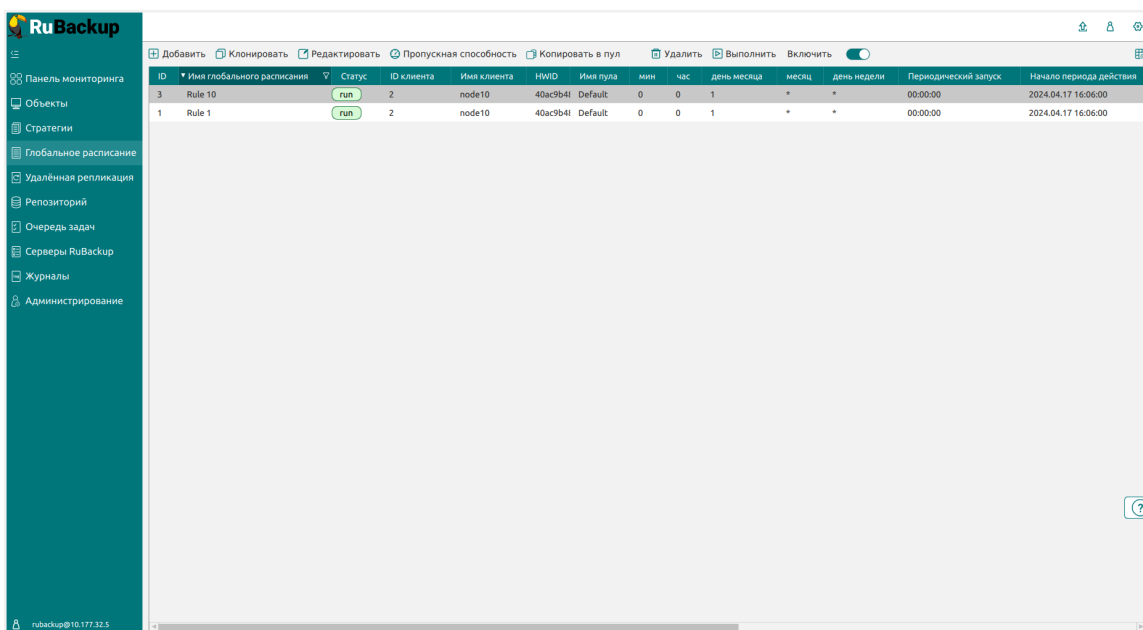 RuBackup
Добавить Клонировать Редактировать Пропускная способность Копировать в пул Удалить Выполнить Включить
Панель мониторинга
Объекты
Стратегии
Глобальное расписание
Удалённая репликация
Репозиторий
Очередь задач
Серверы RuBackup
Журналы
Администрирование
ID Имя глобального расписания Статус ID клиента Имя клиента HWID Имя пула мин час день месяца месяц день недели Периодический запуск Начало периода действия
3 Rule 10 run 2 node10 40ac9b4 Default 0 0 1 * * 00:00:00 2024.04.17 16:06:00
1 Rule 1 run 2 node10 40ac9b4 Default 0 0 1 * * 00:00:00 2024.04.17 16:06:00
?
rubackup@10.177.32.5